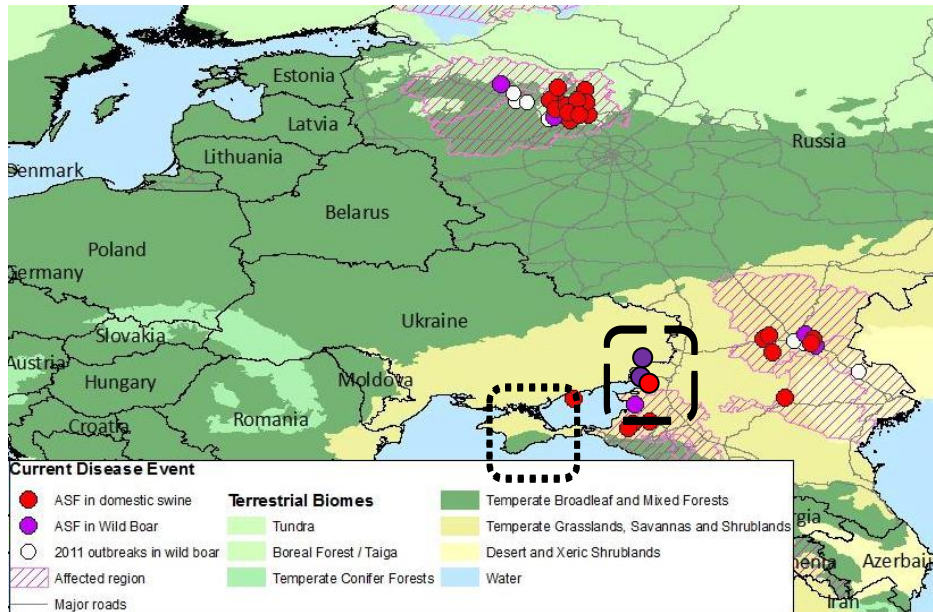 Estonia
Latvia
Russia
Lithuania
Denmark
Belarus
Poland
Germany
Ukraine
Slovakia
Austria
Hungary
Moldova
Romania
Croatia
Current Disease Event
ASF in domestic swine
ASF in Wild Boar
2011 outbreaks in wild boar
Affected region
Major roads
Terrestrial Biomes
Tundra
Boreal Forest / Taiga
Temperate Conifer Forests
Temperate Broadleaf and Mixed Forests
Temperate Grasslands, Savannas and Shrublands
Desert and Xeric Shrublands
Water
rgia
menia
Azerbai
Iran